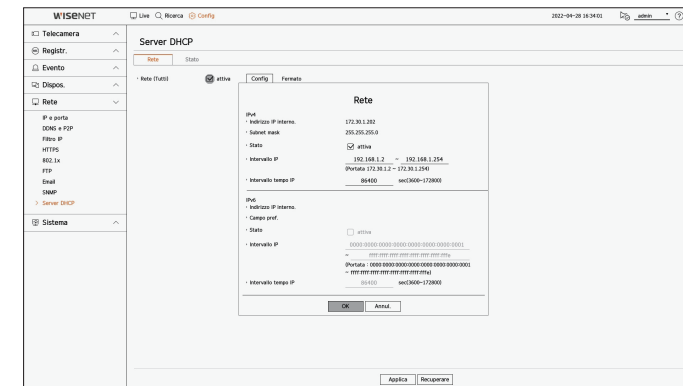 WISENET
Live Ricerca Config
2022-04-28 16:34:01 admin ?
Telecamera
Registr.
Evento
Dispos.
Rete
IP e porta
DDNS e P2P
Filtro IP
HTTPS
802.1x
FTP
Email
SNMP
> Server DHCP
Sistema
Server DHCP
Rete Stato
Rete (Tutti) attiva Config Fermato
Rete
IPv4
Indirizzo IP interno. 172.30.1.202
Subnet mask 255.255.255.0
Stato attiva
Intervallo IP 192.168.1.2 ~ 192.168.1.254
(Portata 172.30.1.2 ~ 172.30.1.254)
Intervallo tempo IP 86400 sec(3600~172800)
IPv6
Indirizzo IP interno.
Campo pref.
Stato attiva
Intervallo IP 0000:0000:0000:0000:0000:0000:0000:0001
~ ffff:ffff:ffff:ffff:ffff:ffff:ffff:fffe
(Portata : 0000:0000:0000:0000:0000:0000:0000:0001
~ ffff:ffff:ffff:ffff:ffff:ffff:ffff:fffe)
Intervallo tempo IP 86400 sec(3600~172800)
OK Annul.
Applica Recuperare